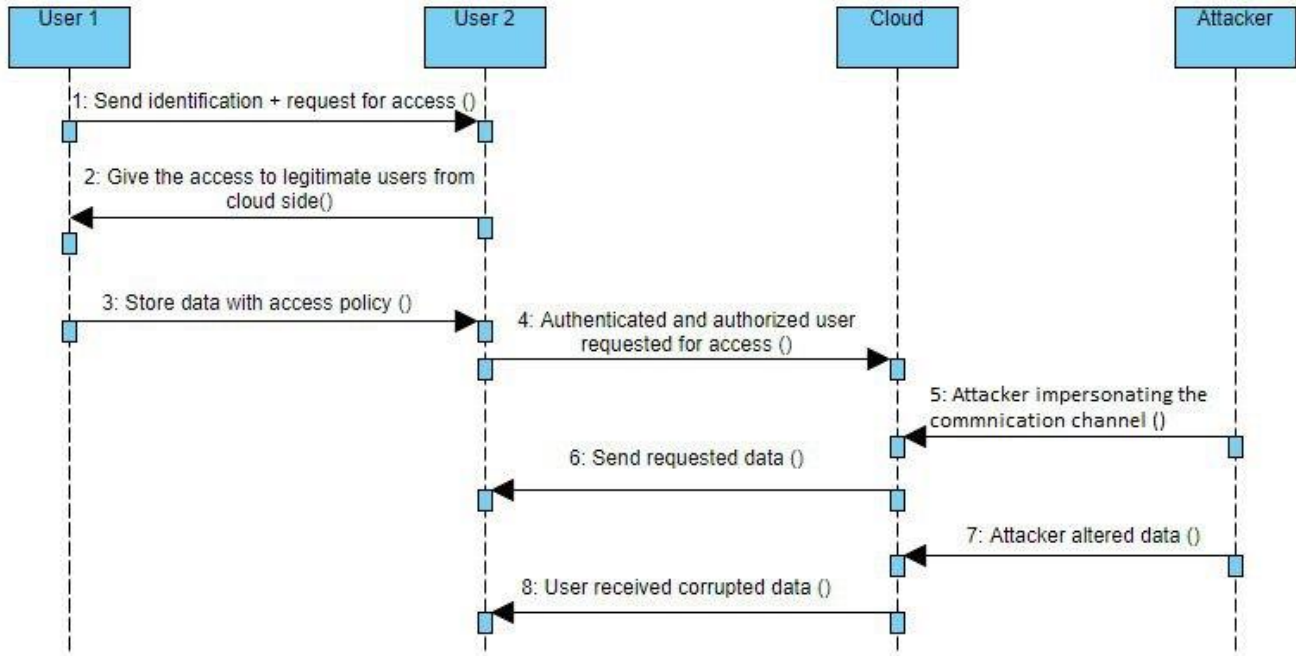 User 1
User 2
Cloud
Attacker
1: Send identification + request for access ()
2: Give the access to legitimate users from
cloud side()
3: Store data with access policy ()
4: Authenticated and authorized user
requested for access ()
5: Attacker impersonating the
commnication channel ()
6: Send requested data ()
7: Attacker altered data ()
8: User received corrupted data ()